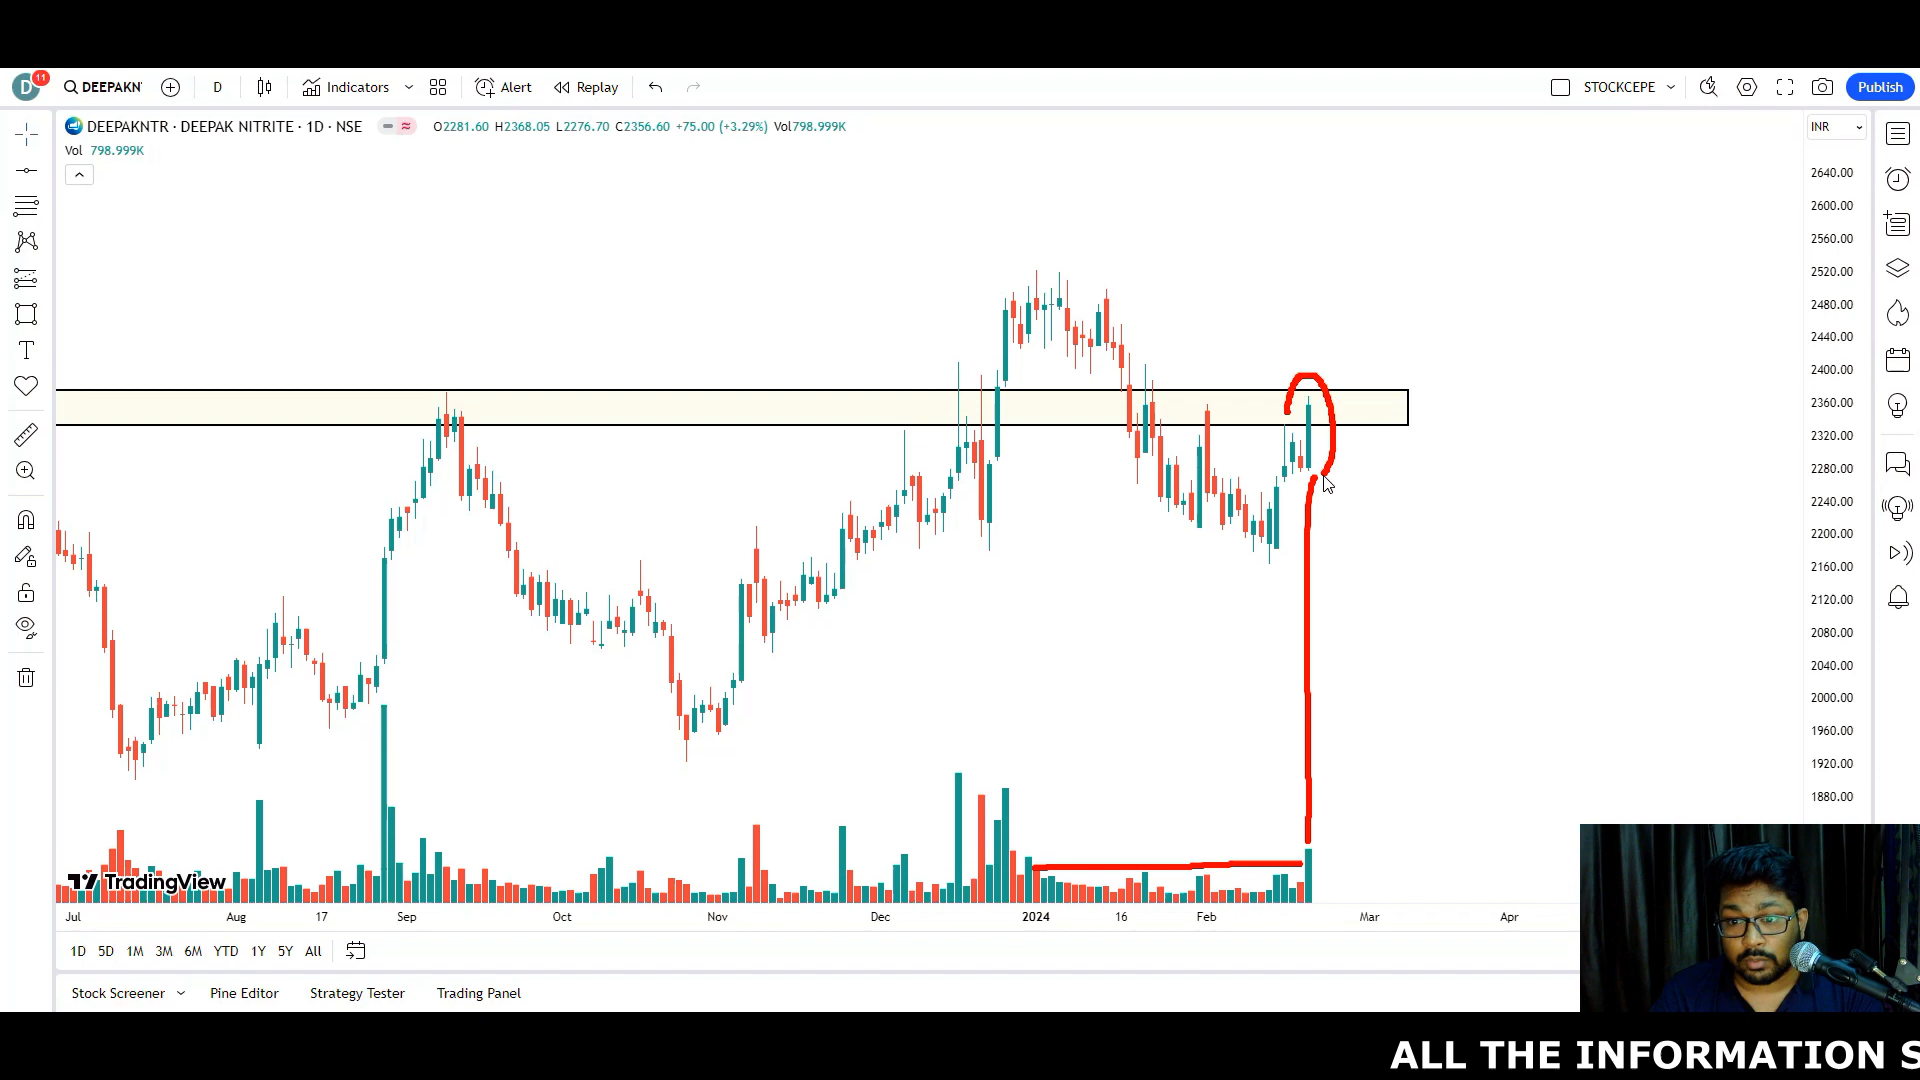 D 11 DEEPAKN D Indicators Alert Replay STOCKCEPE Publish
DEEPAKNTR · DEEPAK NITRITE · 1D · NSE O2281.60 H2368.05 L2276.70 C2356.60 +75.00 (+3.29%) Vol798.999K INR
Vol 798.999K
2640.00
2600.00
2560.00
2520.00
2480.00
2440.00
2400.00
2360.00
2320.00
2280.00
2240.00
2200.00
2160.00
2120.00
2080.00
2040.00
2000.00
1960.00
1920.00
1880.00
TradingView
Jul Aug 17 Sep Oct Nov Dec 2024 16 Feb Mar Apr
1D 5D 1M 3M 6M YTD 1Y 5Y All
Stock Screener Pine Editor Strategy Tester Trading Panel
ALL THE INFORMATION S